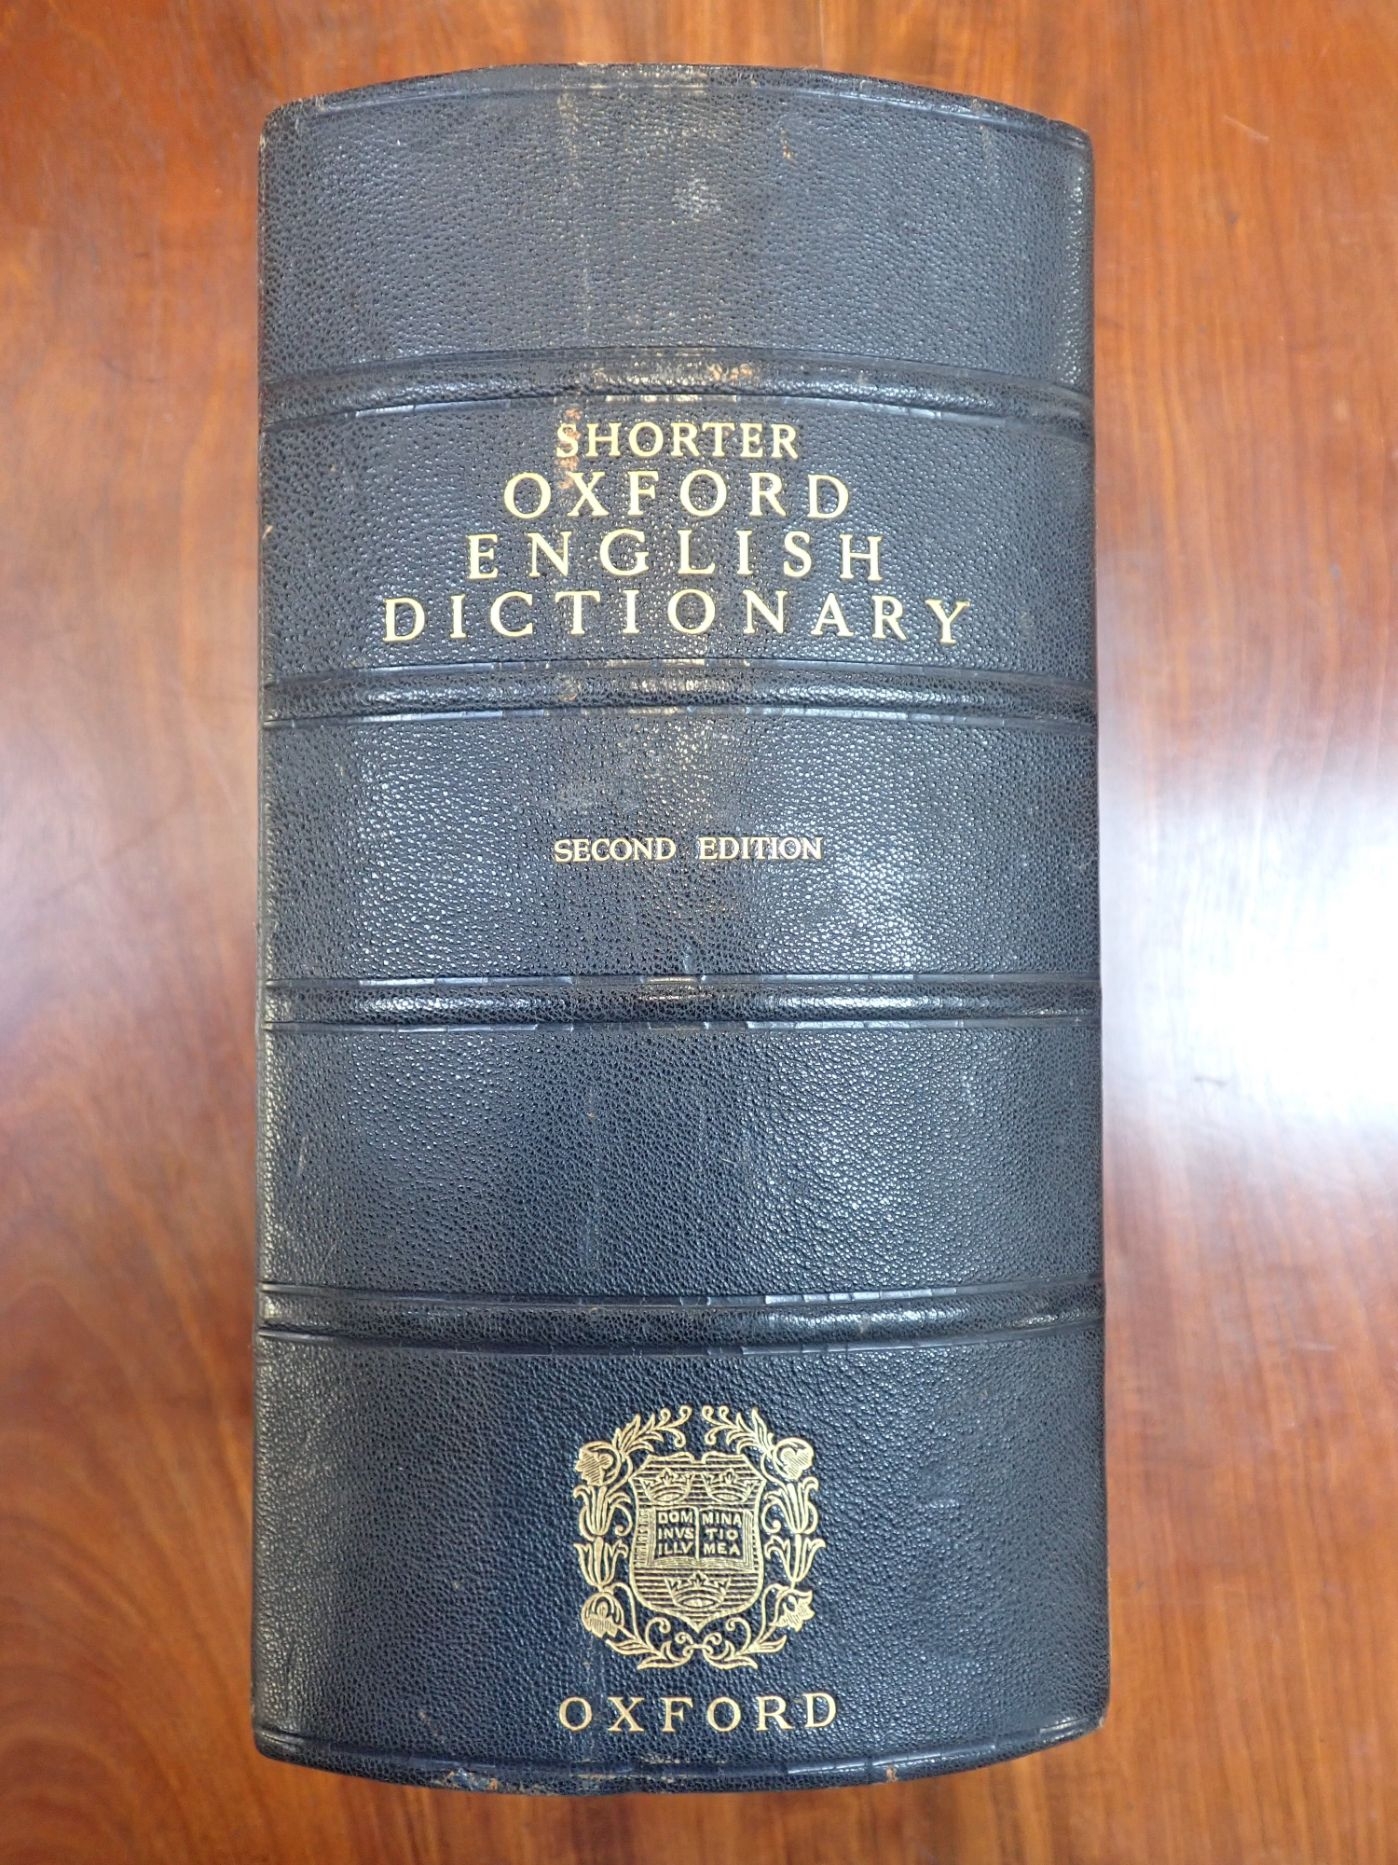 SHORTER
OXFORD
ENGLISH
DICTIONARY
SECOND EDITION
DOM MINA
INVS TIO
ILLV MEA
OXFORD